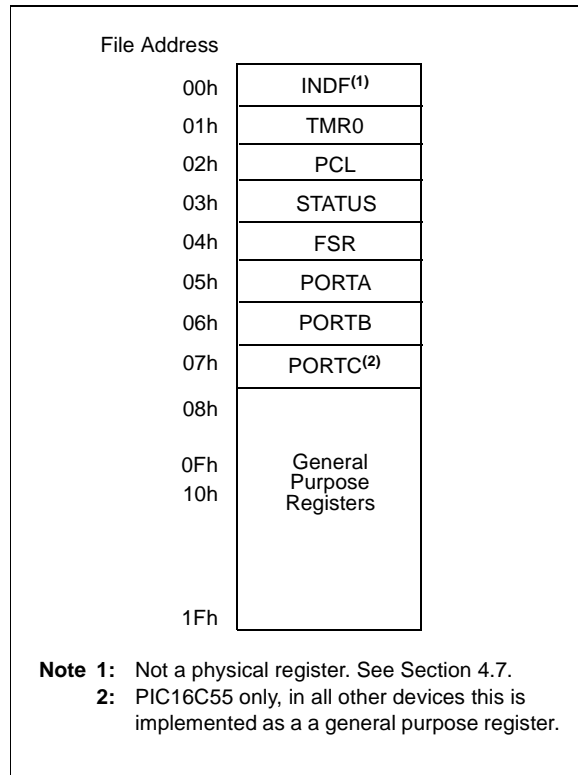 File Address
00h INDF(1)
01h TMR0
02h PCL
03h STATUS
04h FSR
05h PORTA
06h PORTB
07h PORTC(2)
08h
0Fh General
Purpose
10h Registers
1Fh
Note 1: Not a physical register. See Section 4.7.
2: PIC16C55 only, in all other devices this is
implemented as a a general purpose register.